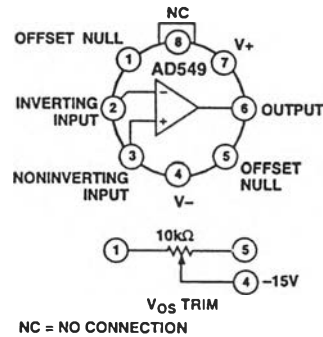 NC
OFFSET NULL
8
V+
1
AD549
7
INVERTING
INPUT
2
−
6
OUTPUT
+
3
5
NONINVERTING
INPUT
4
OFFSET
NULL
V−
10kΩ
1
5
4
−15V
VOS TRIM
NC = NO CONNECTION